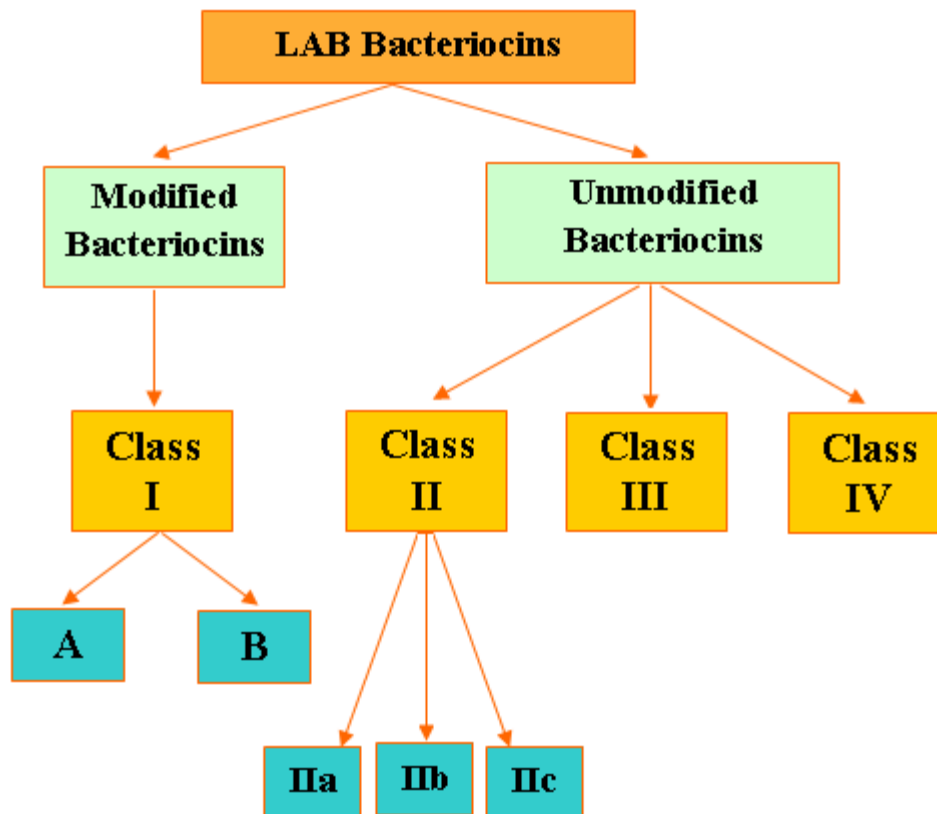 LAB Bacteriocins
Modified
Bacteriocins
Unmodified
Bacteriocins
Class
I
Class
II
Class
III
Class
IV
A
B
IIa
IIb
IIc